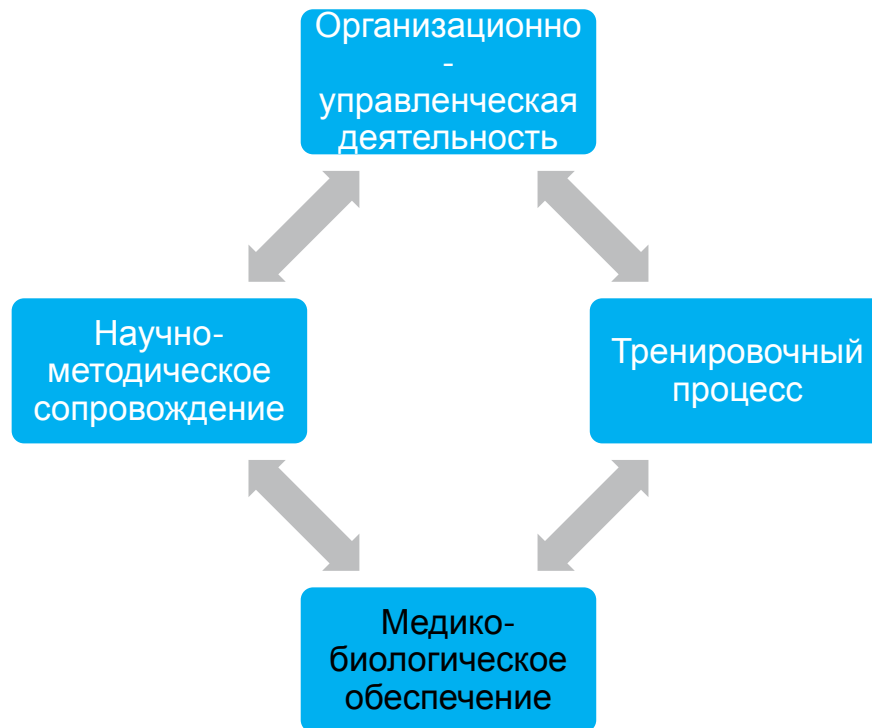 Организационно
-
управленческая
деятельность
Научно-
методическое
сопровождение
Тренировочный
процесс
Медико-
биологическое
обеспечение